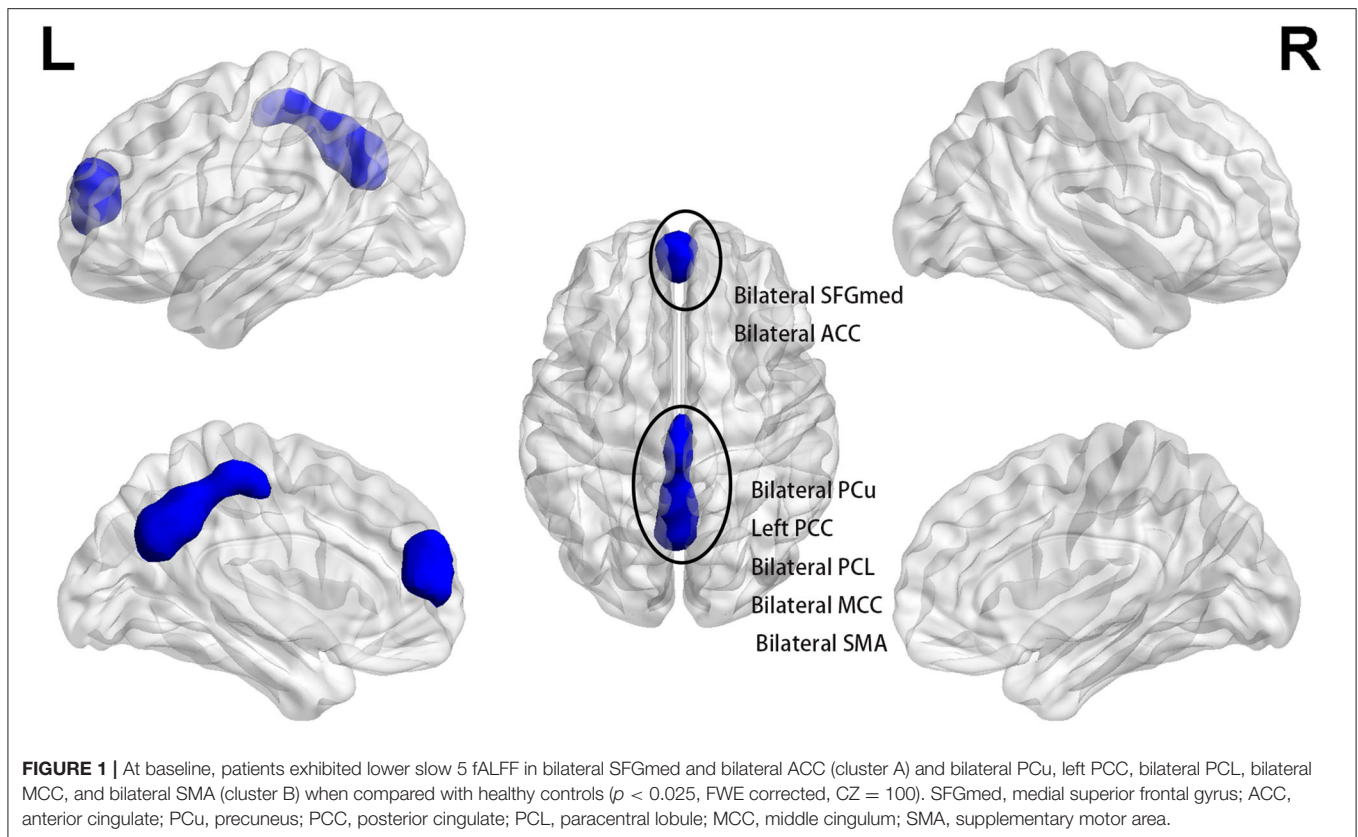 L
R
Bilateral SFGmed
Bilateral ACC
Bilateral PCu
Left PCC
Bilateral PCL
Bilateral MCC
Bilateral SMA
FIGURE 1 | At baseline, patients exhibited lower slow 5 fALFF in bilateral SFGmed and bilateral ACC (cluster A) and bilateral PCu, left PCC, bilateral PCL, bilateral
MCC, and bilateral SMA (cluster B) when compared with healthy controls (p < 0.025, FWE corrected, CZ = 100). SFGmed, medial superior frontal gyrus; ACC,
anterior cingulate; PCu, precuneus; PCC, posterior cingulate; PCL, paracentral lobule; MCC, middle cingulum; SMA, supplementary motor area.